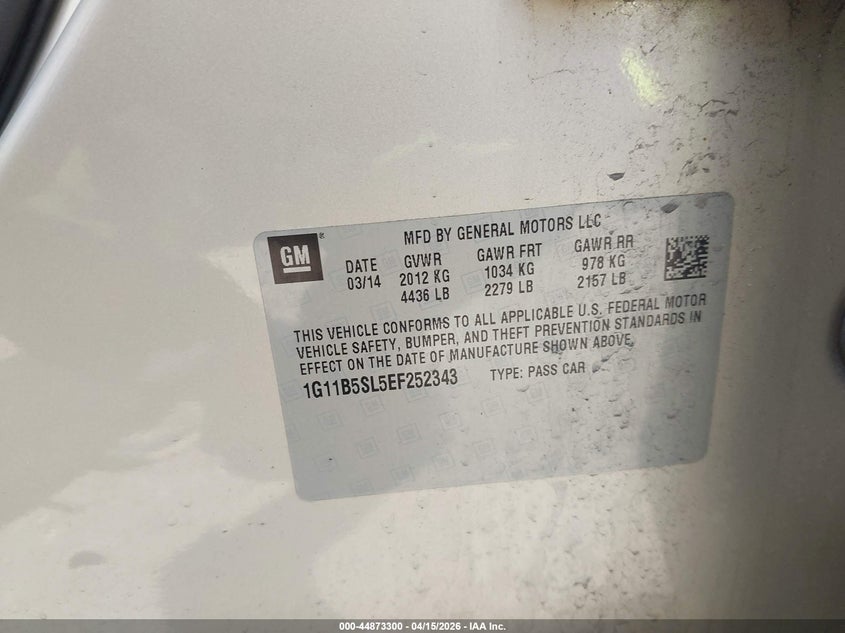 GM®
MFD BY GENERAL MOTORS LLC
DATE GVWR GAWR FRT GAWR RR
03/14 2012 KG 1034 KG 978 KG
4436 LB 2279 LB 2157 LB
THIS VEHICLE CONFORMS TO ALL APPLICABLE U.S. FEDERAL MOTOR
VEHICLE SAFETY, BUMPER, AND THEFT PREVENTION STANDARDS IN
EFFECT ON THE DATE OF MANUFACTURE SHOWN ABOVE.
1G11B5SL5EF252343 TYPE: PASS CAR
000-44873300 - 04/15/2026 - IAA Inc.